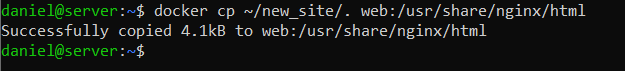 daniel@server:~$ docker cp ~/new_site/. web:/usr/share/nginx/html
Successfully copied 4.1kB to web:/usr/share/nginx/html
daniel@server:~$